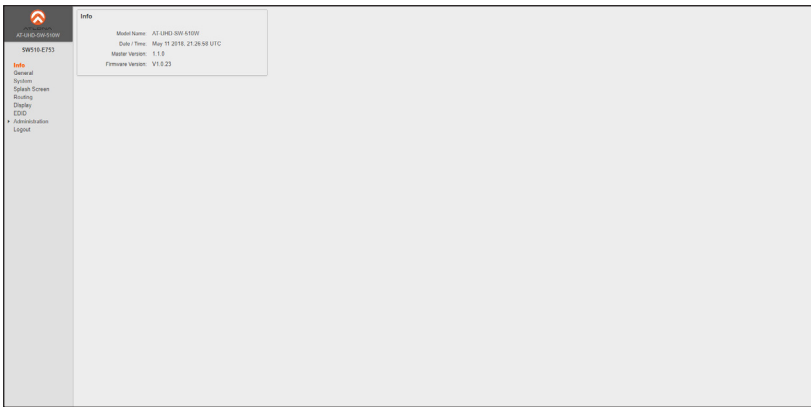 AT-UHD-SW-510W
SW510-E753
Info
General
System
Splash Screen
Routing
Display
EDID
Administration
Logout
Info
Model Name: AT-UHD-SW-510W
Date / Time: May 11 2018, 21:26:58 UTC
Master Version: 1.1.8
Firmware Version: V1.0.23